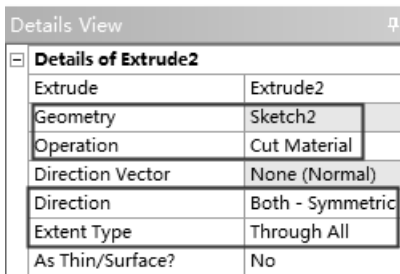 Details View
Details of Extrude2
Extrude Extrude2
Geometry Sketch2
Operation Cut Material
Direction Vector None (Normal)
Direction Both - Symmetric
Extent Type Through All
As Thin/Surface? No